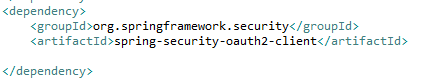 <dependency>
<groupId>org.springframework.security</groupId>
<artifactId>spring-security-oauth2-client</artifactId>
</dependency>